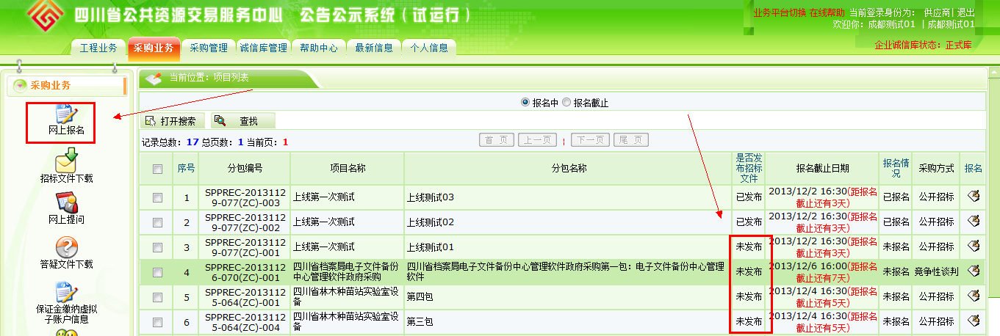 四川省公共资源交易服务中心 公告公示系统（试运行）
业务平台切换 在线帮助 当前登录身份为： 供应商| 退出
欢迎你：成都测试01 | 成都测试01
企业诚信库状态：正式库
工程业务 采购业务 采购管理 诚信库管理 帮助中心 最新信息 个人信息
采购业务
网上报名
招标文件下载
网上提问
答疑文件下载
保证金缴纳虚拟
子账户信息
当前位置：项目列表
报名中 报名截止
打开搜索 查找
记录总数：17 总页数：1 当前页：1 首 页 上一页 ¦ 下一页 尾 页
序号 分包编号 项目名称 分包名称 是否发布招标文件 报名截止日期 报名情况 采购方式 报名
1 SPPREC-20131129-077(ZC)-003 上线第一次测试 上线测试03 已发布 2013/12/2 16:30(距报名截止还有3天) 已报名 公开招标
2 SPPREC-20131129-077(ZC)-002 上线第一次测试 上线测试02 已发布 2013/12/2 16:30(距报名截止还有3天) 已报名 公开招标
3 SPPREC-20131129-077(ZC)-001 上线第一次测试 上线测试01 未发布 2013/12/2 16:30(距报名截止还有3天) 未报名 公开招标
4 SPPREC-20131126-070(ZC)-001 四川省档案局电子文件备份中心管理软件政府采购 四川省档案局电子文件备份中心管理软件政府采购第一包：电子文件备份中心管理软件 未发布 2013/12/6 16:00(距报名截止还有7天) 未报名 竞争性谈判
5 SPPREC-20131125-064(ZC)-001 四川省林木种苗站实验室设备 第四包 未发布 2013/12/4 16:30(距报名截止还有5天) 未报名 公开招标
6 SPPREC-20131125-064(ZC)-004 四川省林木种苗站实验室设备 第三包 未发布 2013/12/4 16:30(距报名截止还有5天) 未报名 公开招标